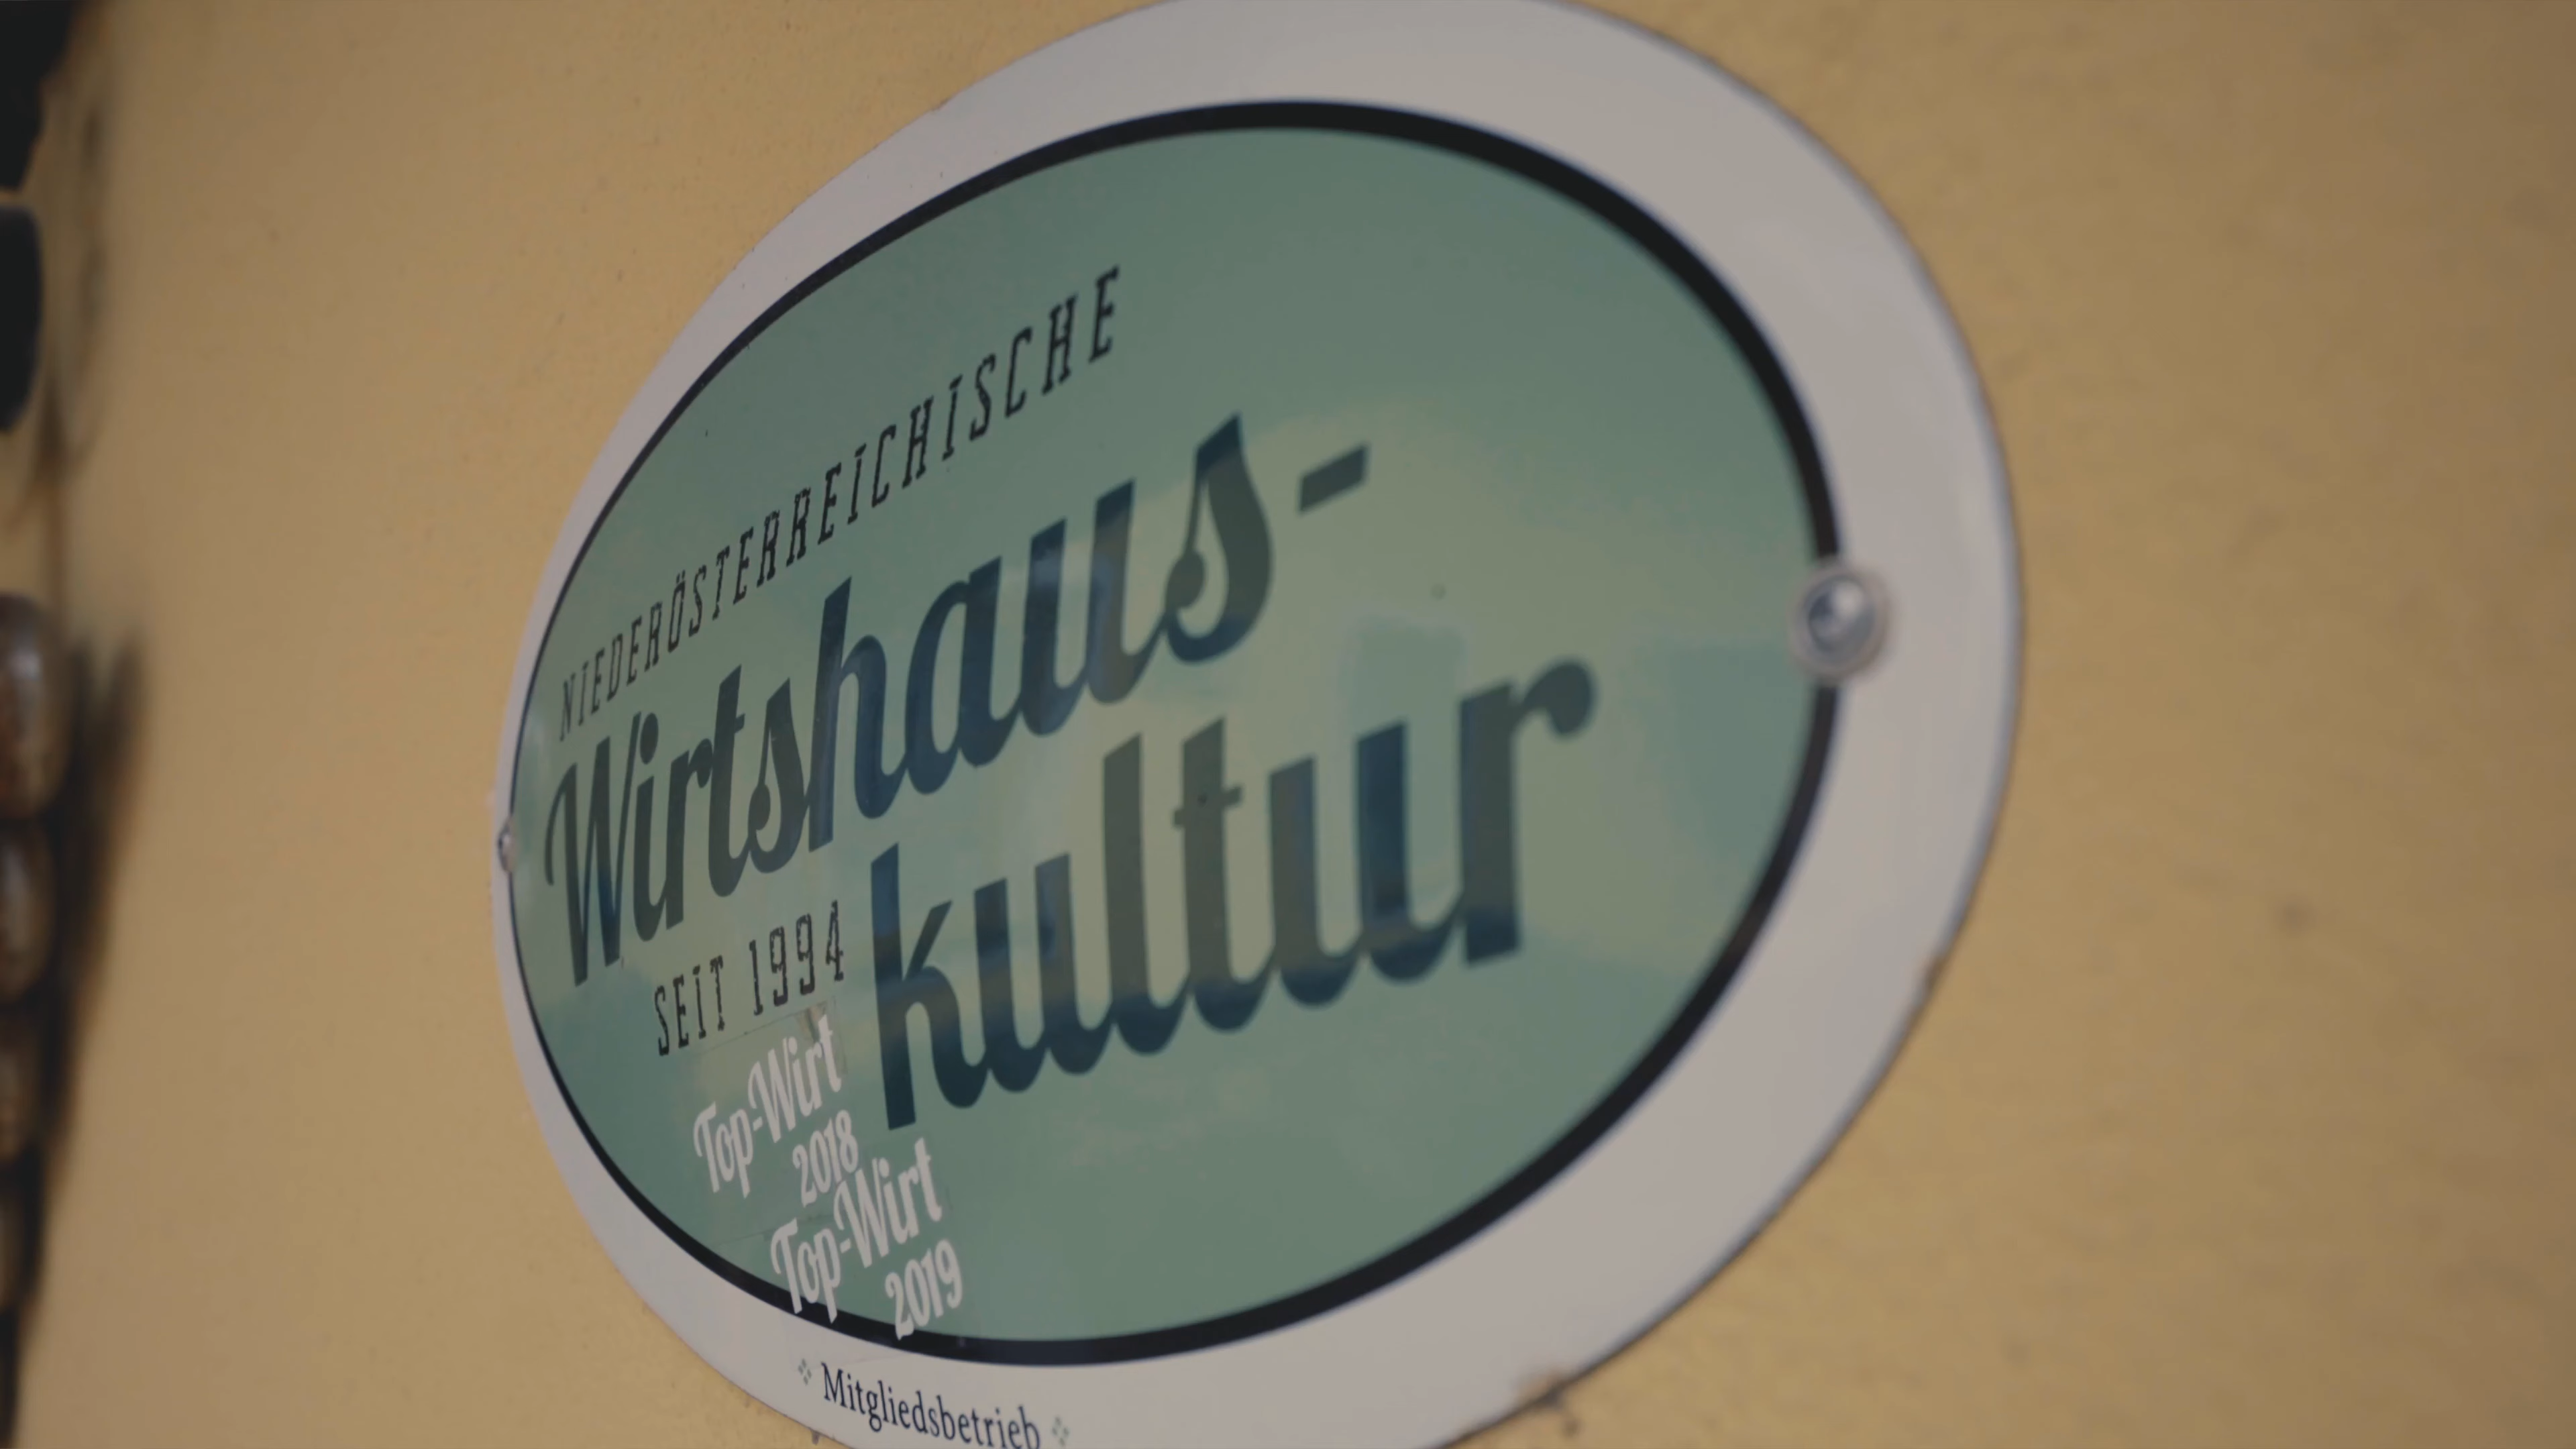 NIEDERÖSTERREICHISCHE
Wirtshaus-
kultur
SEIT 1994
Top-Wirt
2018
Top-Wirt
2019
Mitgliedsbetrieb